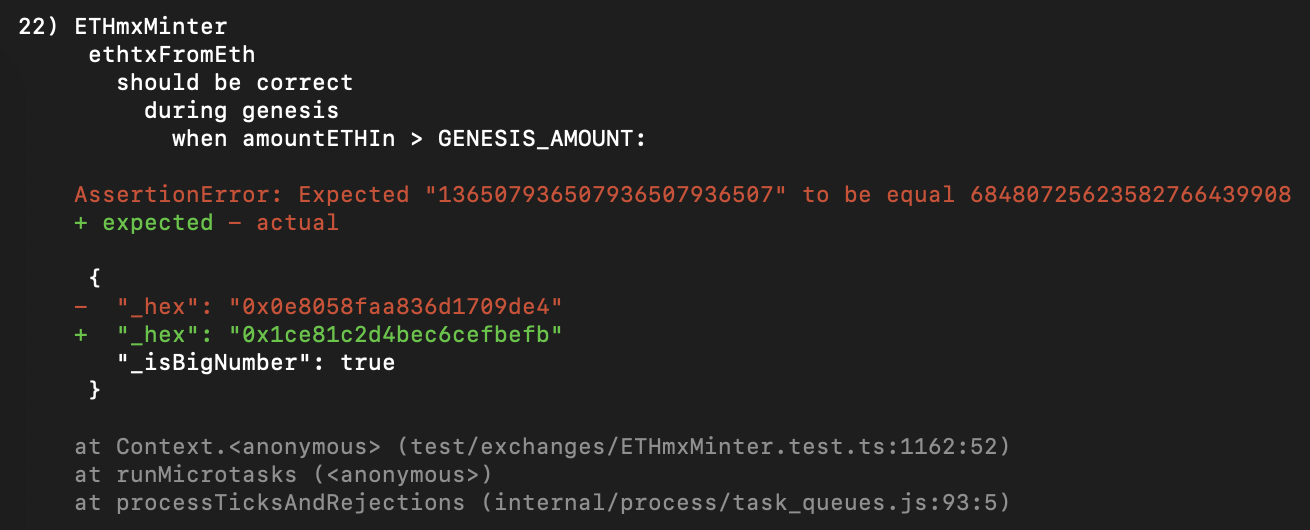 22) ETHmxMinter
ethtxFromEth
should be correct
during genesis
when amountETHIn > GENESIS_AMOUNT:
AssertionError: Expected "136507936507936507936507" to be equal 68480725623582766439908
+ expected - actual
{
- "_hex": "0x0e8058faa836d1709de4"
+ "_hex": "0x1ce81c2d4bec6cefbefb"
"_isBigNumber": true
}
at Context.<anonymous> (test/exchanges/ETHmxMinter.test.ts:1162:52)
at runMicrotasks (<anonymous>)
at processTicksAndRejections (internal/process/task_queues.js:93:5)